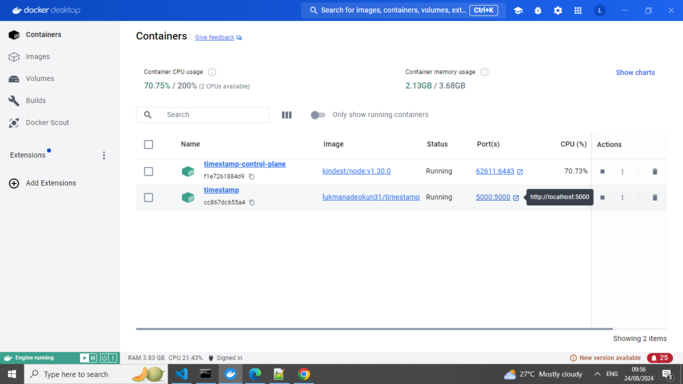 docker desktop
Search for images, containers, volumes, ext... Ctrl+K
L
Containers
Images
Volumes
Builds
Docker Scout
Extensions
Add Extensions
Containers
Give feedback
Container CPU usage
70.75% / 200% (2 CPUs available)
Container memory usage
2.13GB / 3.68GB
Show charts
Search
Only show running containers
Name Image Status Port(s) CPU (%) Actions
timestamp-control-plane
f1e7261884d9
kindest/node:v1.30.0 Running 62611:6443 70.73%
timestamp
cc867dc655a4
lukmanadeokun31/timestamp Running 5000:5000
http://localhost:5000
Showing 2 items
Engine running
RAM 3.83 GB CPU 21.43% Signed in
New version available
25
Type here to search
27°C Mostly cloudy
ENG
09:56
24/08/2024
3